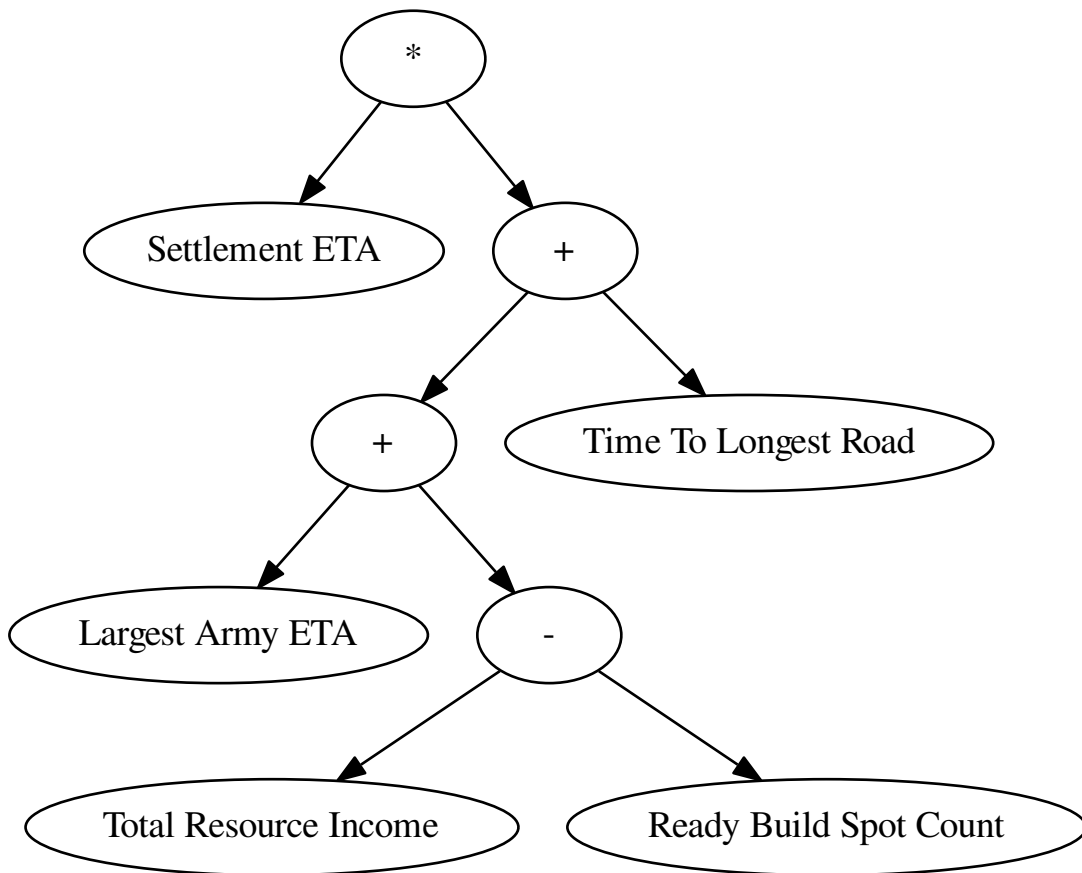 *
Settlement ETA
+
+
Time To Longest Road
Largest Army ETA
-
Total Resource Income
Ready Build Spot Count